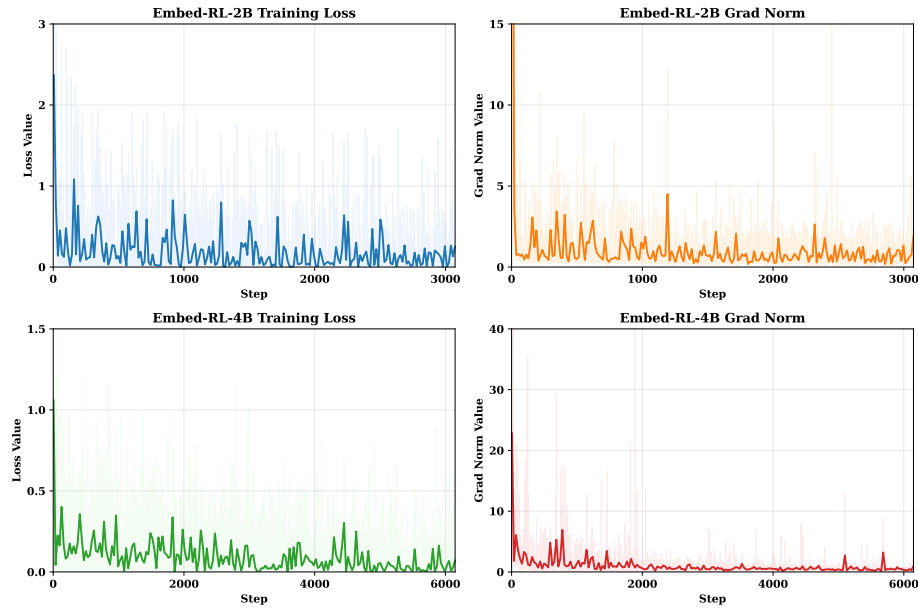 Embed-RL-2B Training Loss
3
2
1
0
Loss Value
0
1000
2000
3000
Step
Embed-RL-2B Grad Norm
15
10
5
0
Grad Norm Value
0
1000
2000
3000
Step
Embed-RL-4B Training Loss
1.5
1.0
0.5
0.0
Loss Value
0
2000
4000
6000
Step
Embed-RL-4B Grad Norm
40
30
20
10
0
Grad Norm Value
0
2000
4000
6000
Step